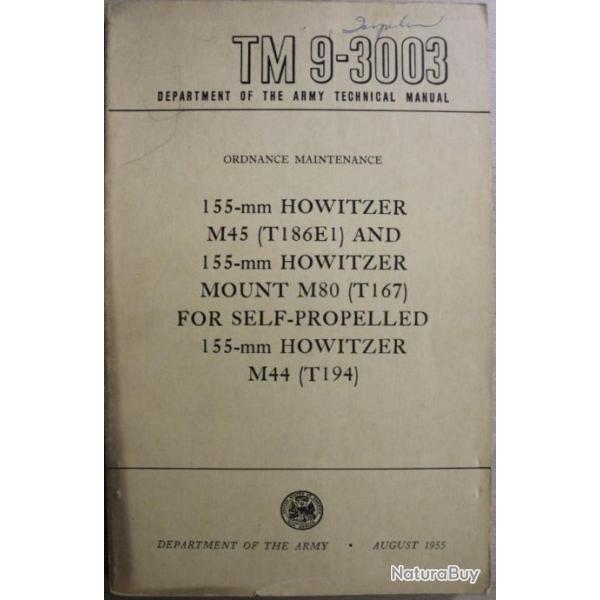 TM 9-3003
DEPARTMENT OF THE ARMY TECHNICAL MANUAL
ORDNANCE MAINTENANCE
155-mm HOWITZER
M45 (T186E1) AND
155-mm HOWITZER
MOUNT M80 (T167)
FOR SELF-PROPELLED
155-mm HOWITZER
M44 (T194)
DEPARTMENT OF THE ARMY • AUGUST 1955
NaturaBuy